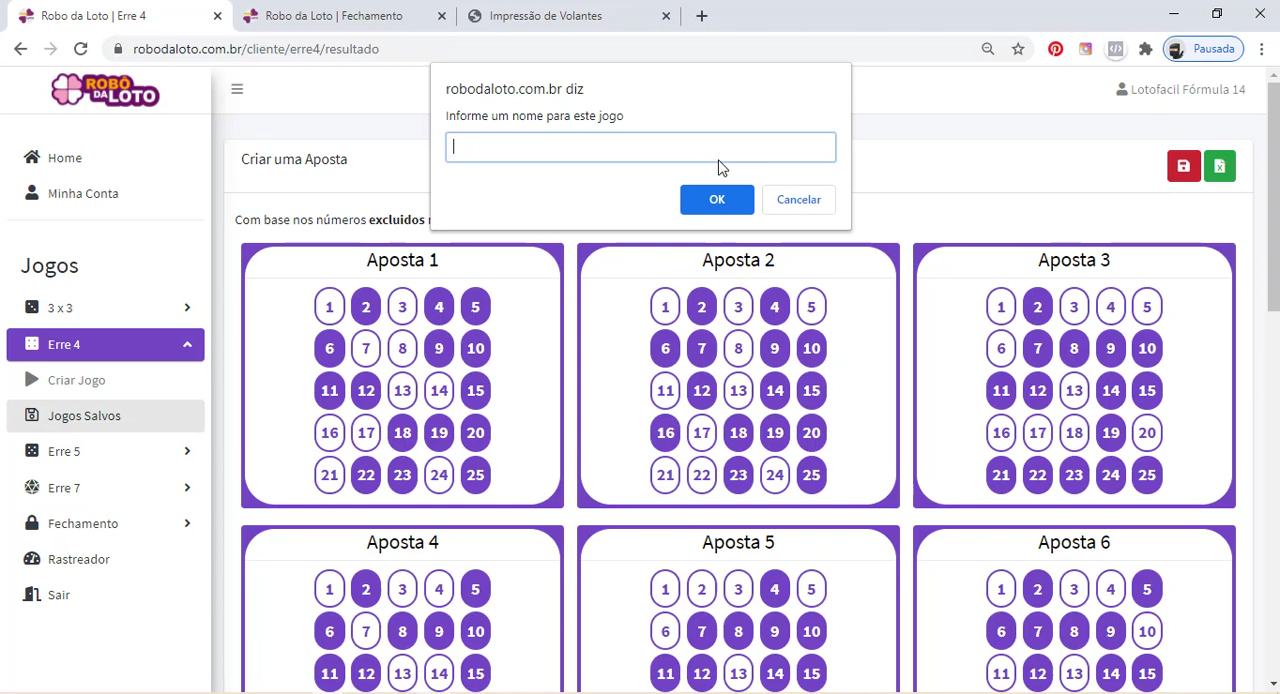 Robo da Loto | Erre 4
Robo da Loto | Fechamento
Impressão de Volantes
robodaloto.com.br/cliente/erre4/resultado
Pausada
ROBÔ DA LOTO
Lotofacil Fórmula 14
robodaloto.com.br diz
Informe um nome para este jogo
OK
Cancelar
Home
Minha Conta
Jogos
3 x 3
Erre 4
Criar Jogo
Jogos Salvos
Erre 5
Erre 7
Fechamento
Rastreador
Sair
Criar uma Aposta
Com base nos números excluidos
Aposta 1
1 2 3 4 5
6 7 8 9 10
11 12 13 14 15
16 17 18 19 20
21 22 23 24 25
Aposta 2
1 2 3 4 5
6 7 8 9 10
11 12 13 14 15
16 17 18 19 20
21 22 23 24 25
Aposta 3
1 2 3 4 5
6 7 8 9 10
11 12 13 14 15
16 17 18 19 20
21 22 23 24 25
Aposta 4
1 2 3 4 5
6 7 8 9 10
11 12 13 14 15
Aposta 5
1 2 3 4 5
6 7 8 9 10
11 12 13 14 15
Aposta 6
1 2 3 4 5
6 7 8 9 10
11 12 13 14 15